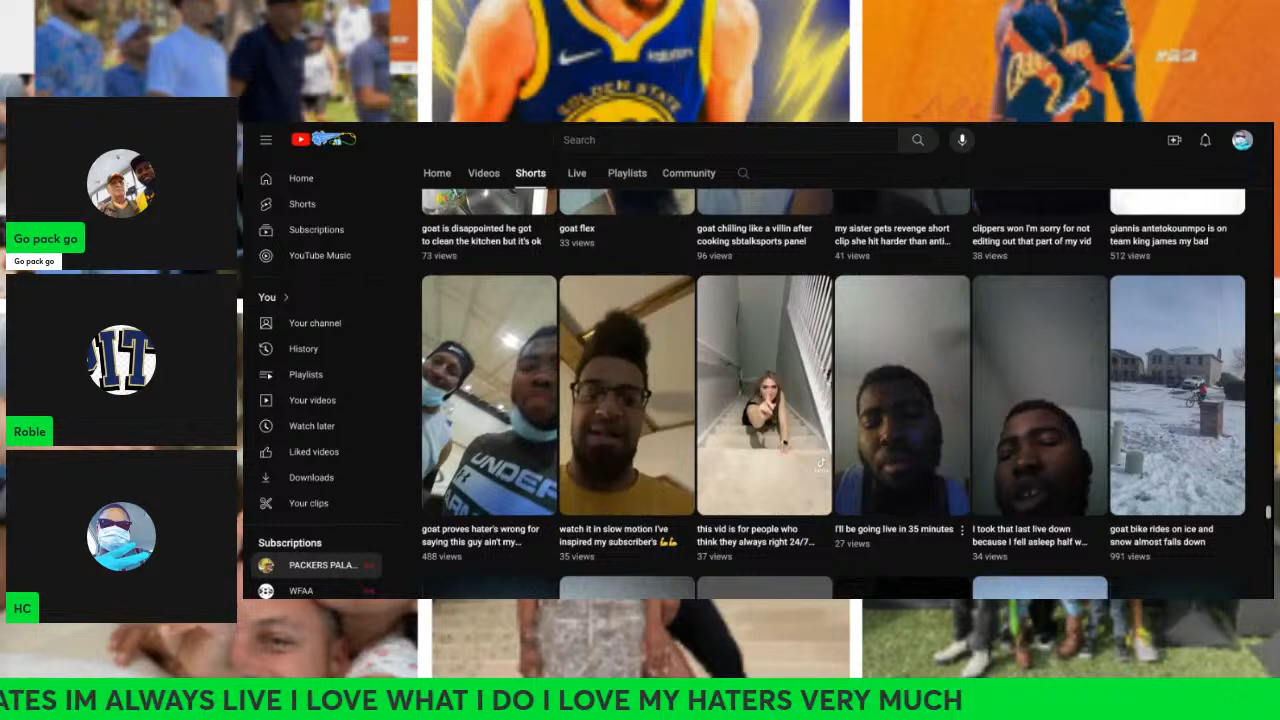 GOLDEN STATE
#23
Go pack go
Go pack go
Roble
HC
Search
Home
Videos
Shorts
Live
Playlists
Community
Home
Shorts
Subscriptions
YouTube Music
You
Your channel
History
Playlists
Your videos
Watch later
Liked videos
Downloads
Your clips
Subscriptions
PACKERS PALA...
WFAA
goat is disappointed he got
to clean the kitchen but it's ok
73 views
goat flex
33 views
goat chilling like a villin after
cooking sbtalksports panel
96 views
my sister gets revenge short
clip she hit harder than anti...
41 views
clippers won I'm sorry for not
editing out that part of my vid
38 views
giannis antetokounmpo is on
team king james my bad
512 views
UNDER
goat proves hater's wrong for
saying this guy ain't my...
488 views
watch it in slow motion I've
inspired my subscriber's 💪💪
35 views
this vid is for people who
think they always right 24/7...
37 views
I'll be going live in 35 minutes
27 views
I took that last live down
because I fell asleep half w...
34 views
goat bike rides on ice and
snow almost falls down
991 views
ATES IM ALWAYS LIVE I LOVE WHAT I DO I LOVE MY HATERS VERY MUCH